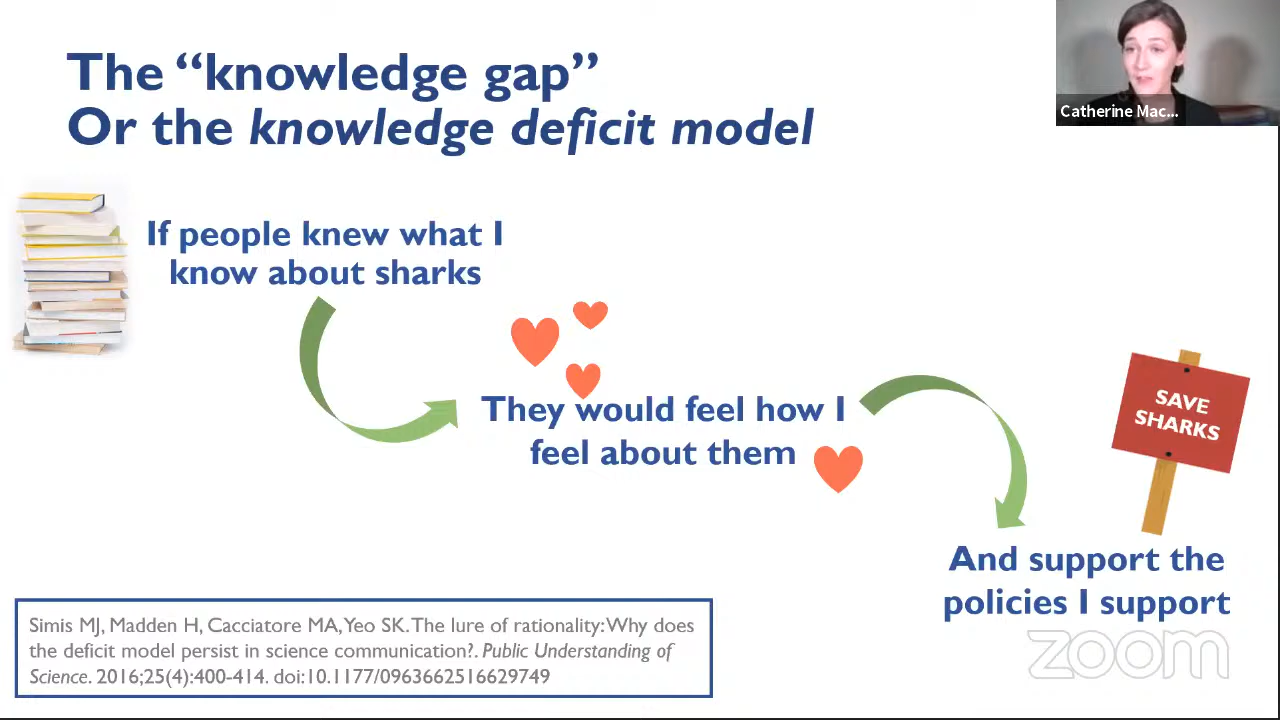 The “knowledge gap”
Or the knowledge deficit model
Catherine Mac...
If people knew what I
know about sharks
They would feel how I
feel about them
SAVE
SHARKS
And support the
policies I support
Simis MJ, Madden H, Cacciatore MA, Yeo SK. The lure of rationality: Why does
the deficit model persist in science communication?. Public Understanding of
Science. 2016;25(4):400-414. doi:10.1177/0963662516629749
zoom